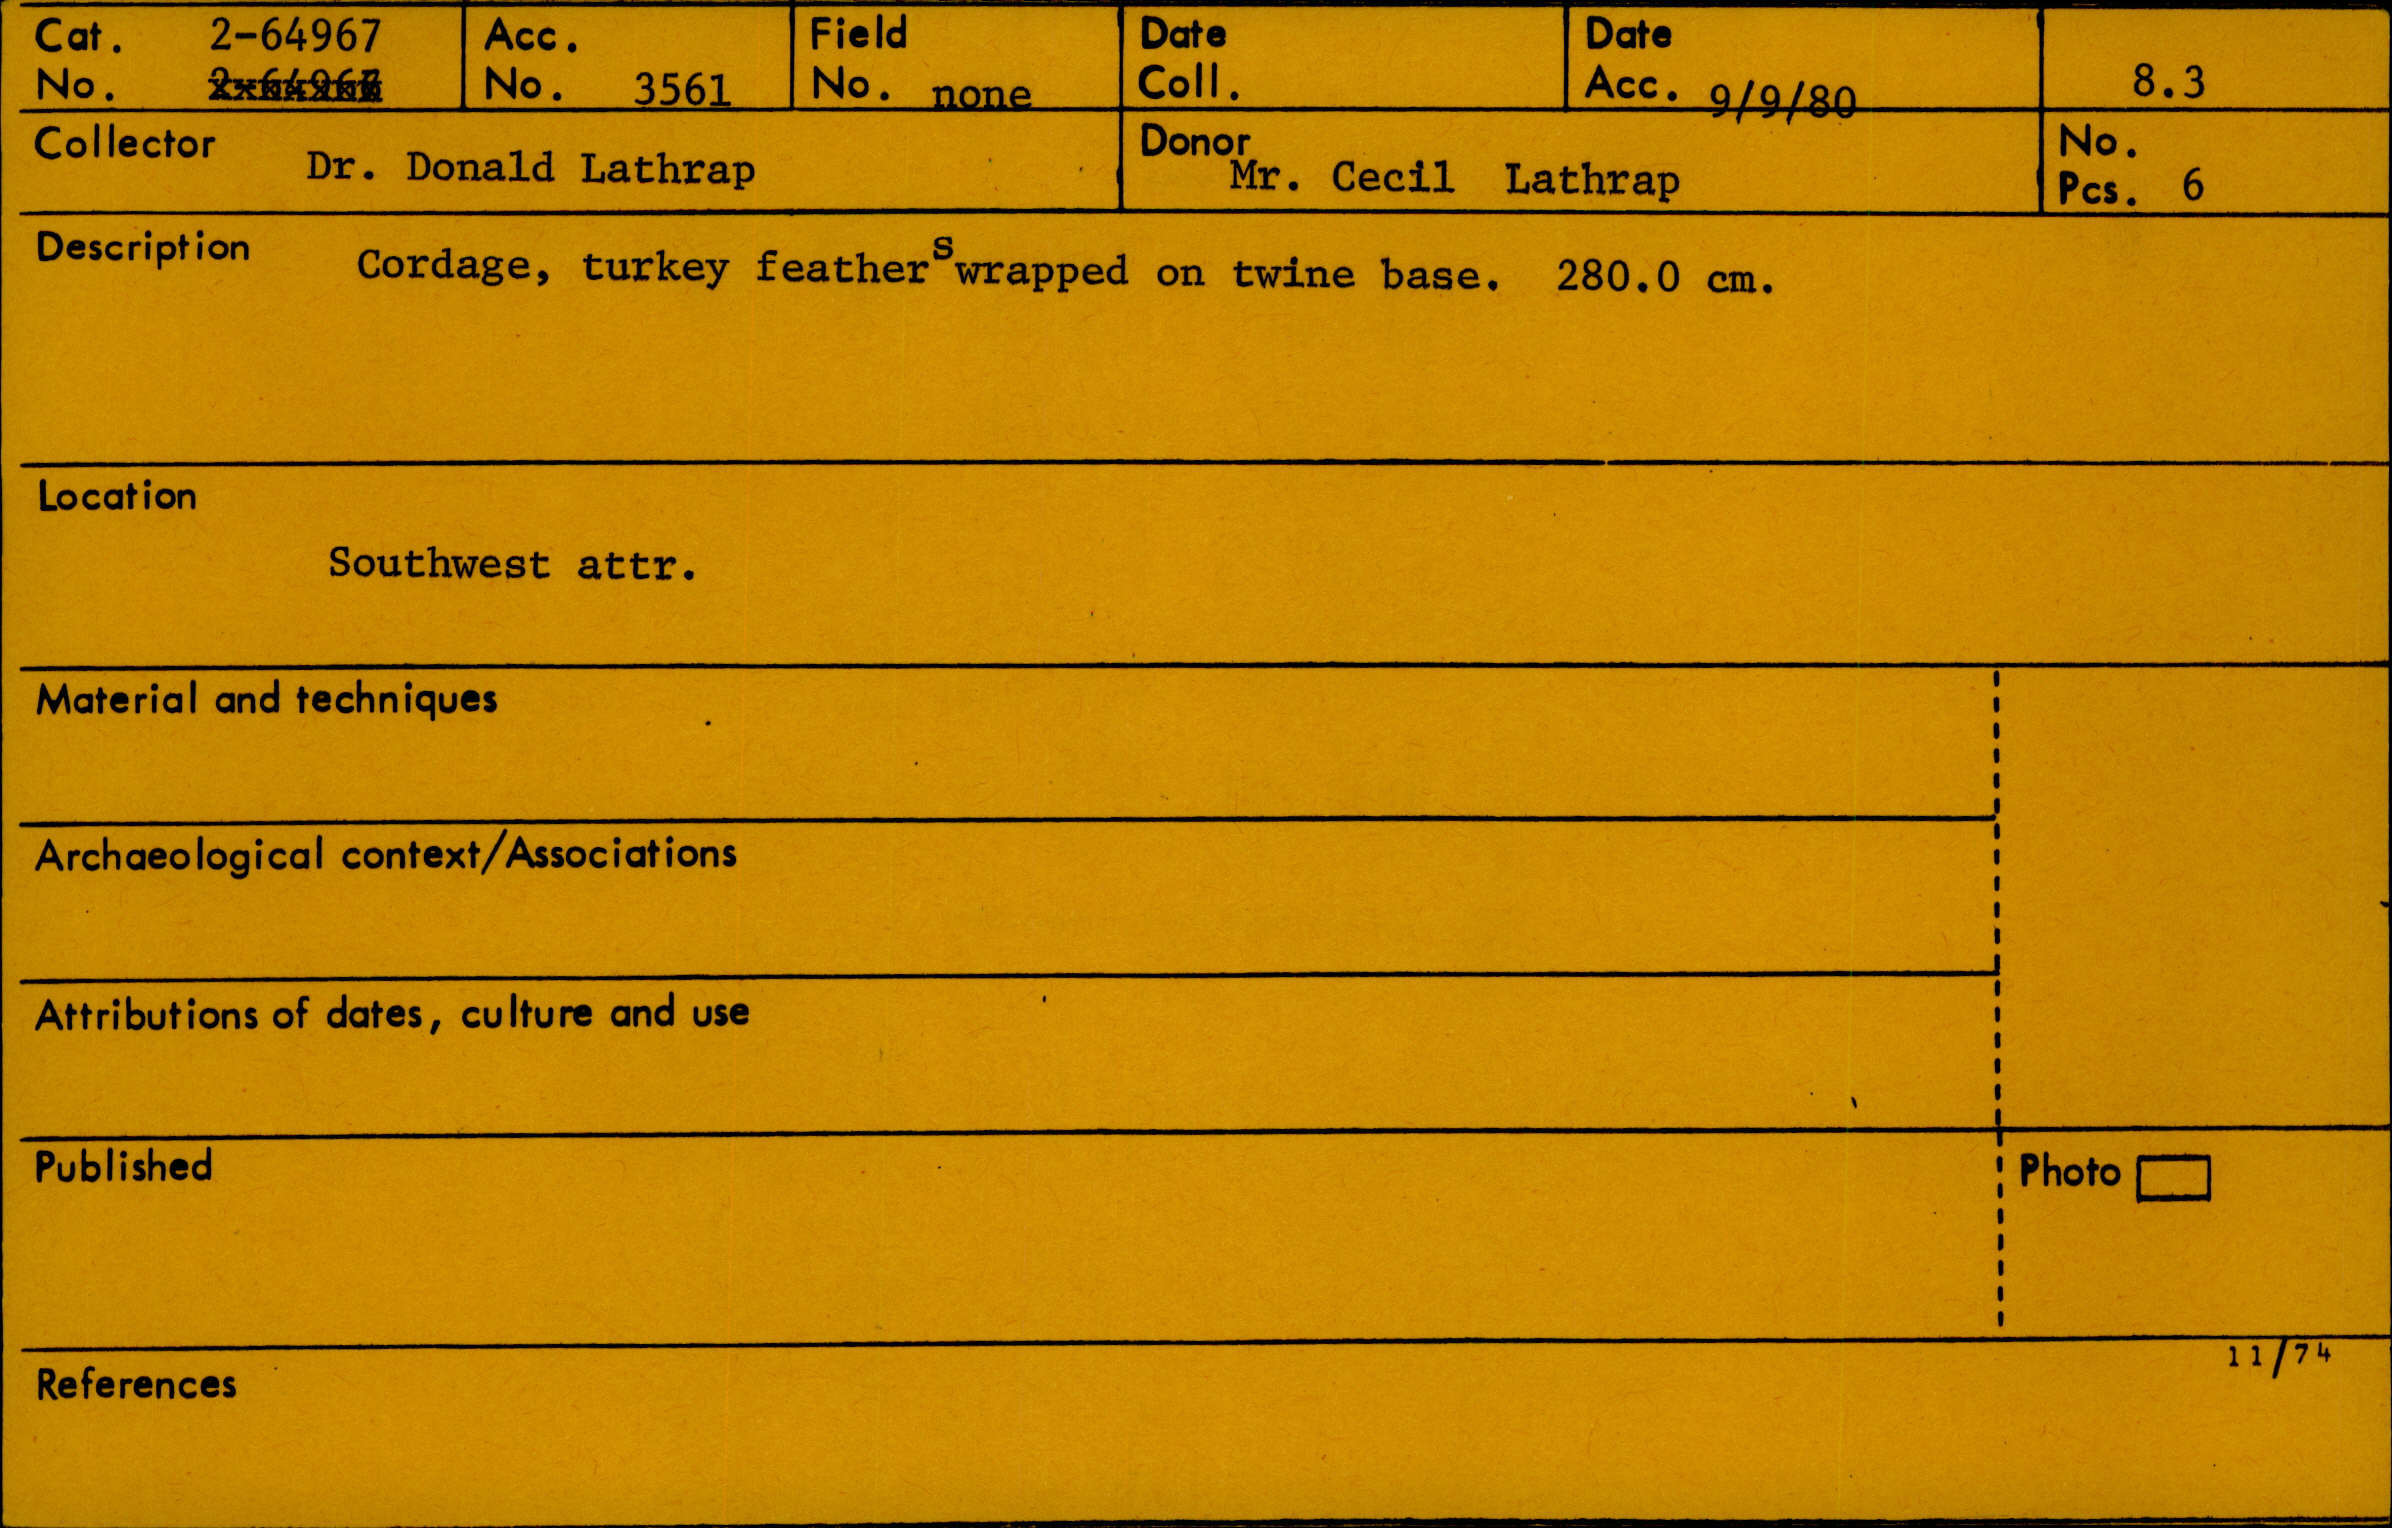 Cat. No. 2-64967
Acc. No. 3561
Field No. none
Date Coll.
Date Acc. 9/9/80
8.3
Collector Dr. Donald Lathrap
Donor Mr. Cecil Lathrap
No. Pcs. 6
Description Cordage, turkey feathers wrapped on twine base. 280.0 cm.
Location
Southwest attr.
Material and techniques
Archaeological context/Associations
Attributions of dates, culture and use
Published
Photo
11/74
References